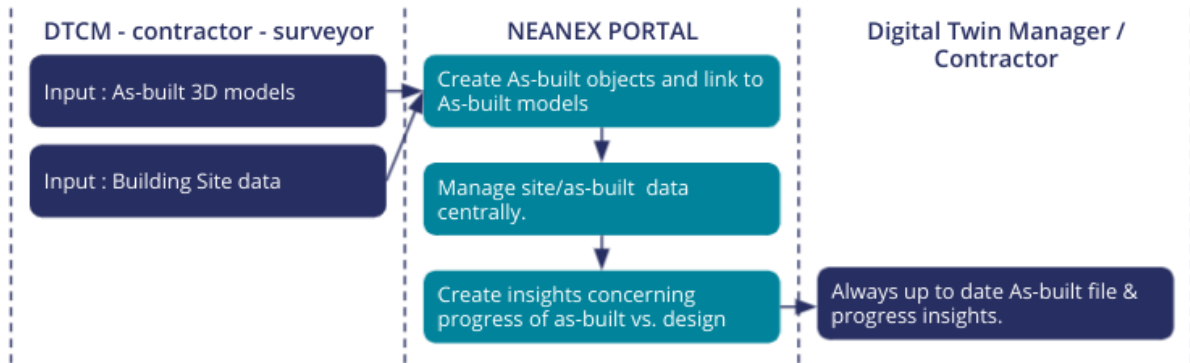 DTCM - contractor - surveyor
Input : As-built 3D models
Input : Building Site data
NEANEX PORTAL
Create As-built objects and link to
As-built models
Manage site/as-built data
centrally.
Create insights concerning
progress of as-built vs. design
Digital Twin Manager /
Contractor
Always up to date As-built file &
progress insights.